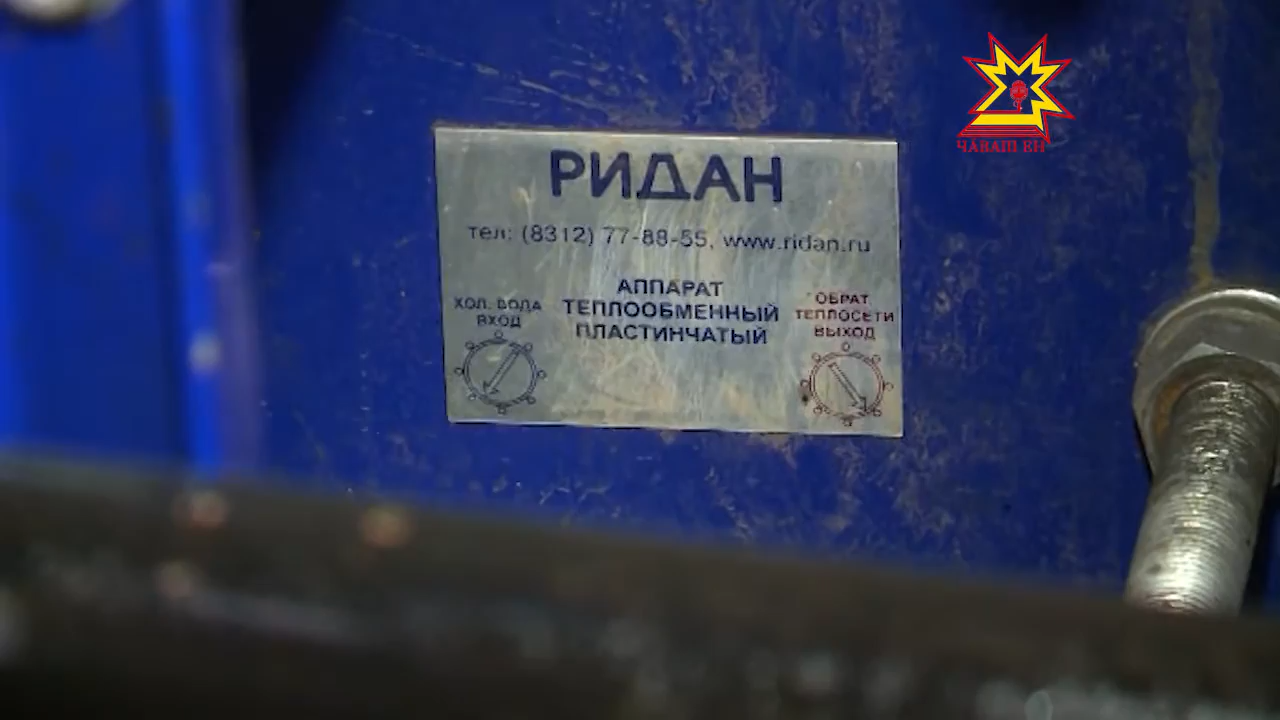 РИДАН
тел: (8312) 77-88-55, www.ridan.ru
АППАРАТ
ТЕПЛООБМЕННЫЙ
ПЛАСТИНЧАТЫЙ
ХОЛ. ВОДА
ВХОД
ОБРАТ.
ТЕПЛОСЕТИ
ВЫХОД
ЧӐВАШ ЕН